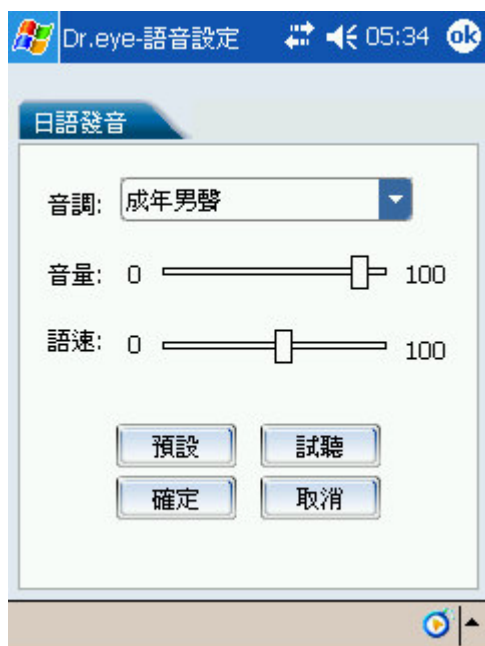 Dr.eye-語音設定 05:34 ok
日語發音
音調: 成年男聲
音量: 0 100
語速: 0 100
預設 試聽
確定 取消